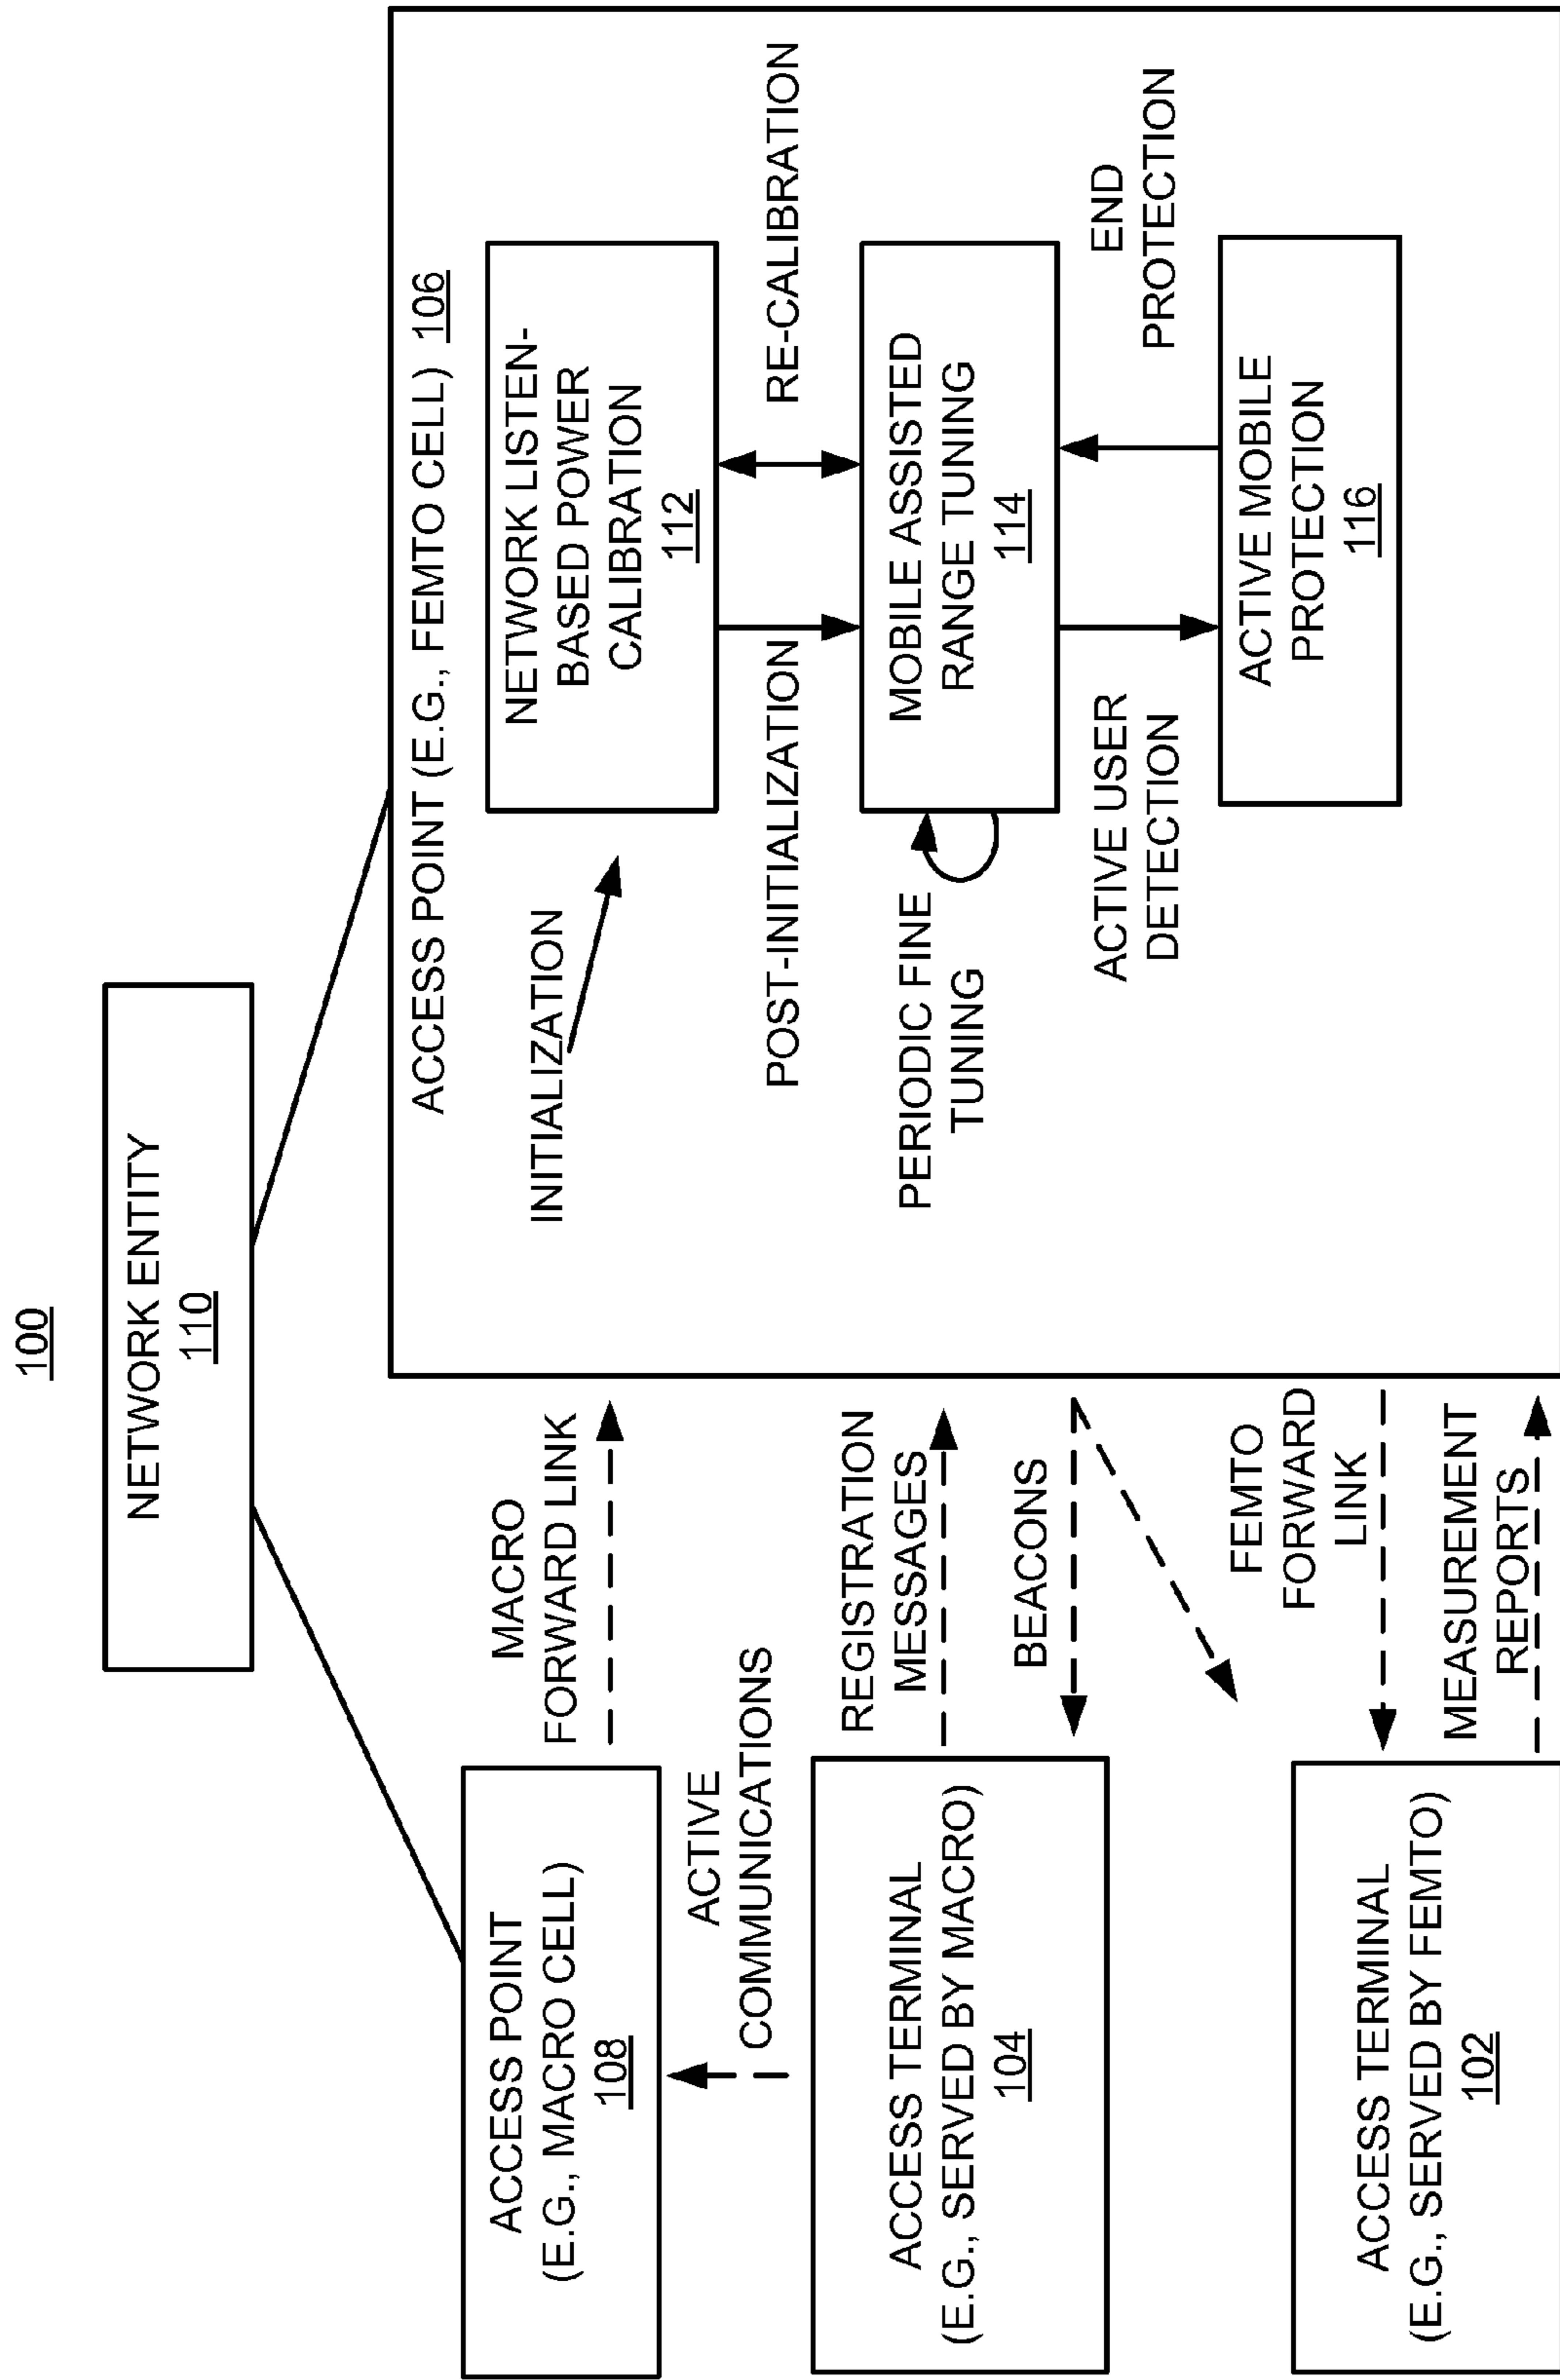 100
NETWORK ENTITY
110
ACCESS POINT
(E.G., MACRO CELL)
108
ACTIVE
COMMUNICATIONS
ACCESS TERMINAL
(E.G., SERVED BY MACRO)
104
ACCESS TERMINAL
(E.G., SERVED BY FEMTO)
102
MACRO
FORWARD LINK
REGISTRATION
MESSAGES
BEACONS
FEMTO
FORWARD
LINK
MEASUREMENT
REPORTS
ACCESS POINT (E.G., FEMTO CELL) 106
INITIALIZATION
NETWORK LISTEN-
BASED POWER
CALIBRATION
112
POST-INITIALIZATION
RE-CALIBRATION
PERIODIC FINE
TUNING
MOBILE ASSISTED
RANGE TUNING
114
ACTIVE USER
DETECTION
END
PROTECTION
ACTIVE MOBILE
PROTECTION
116